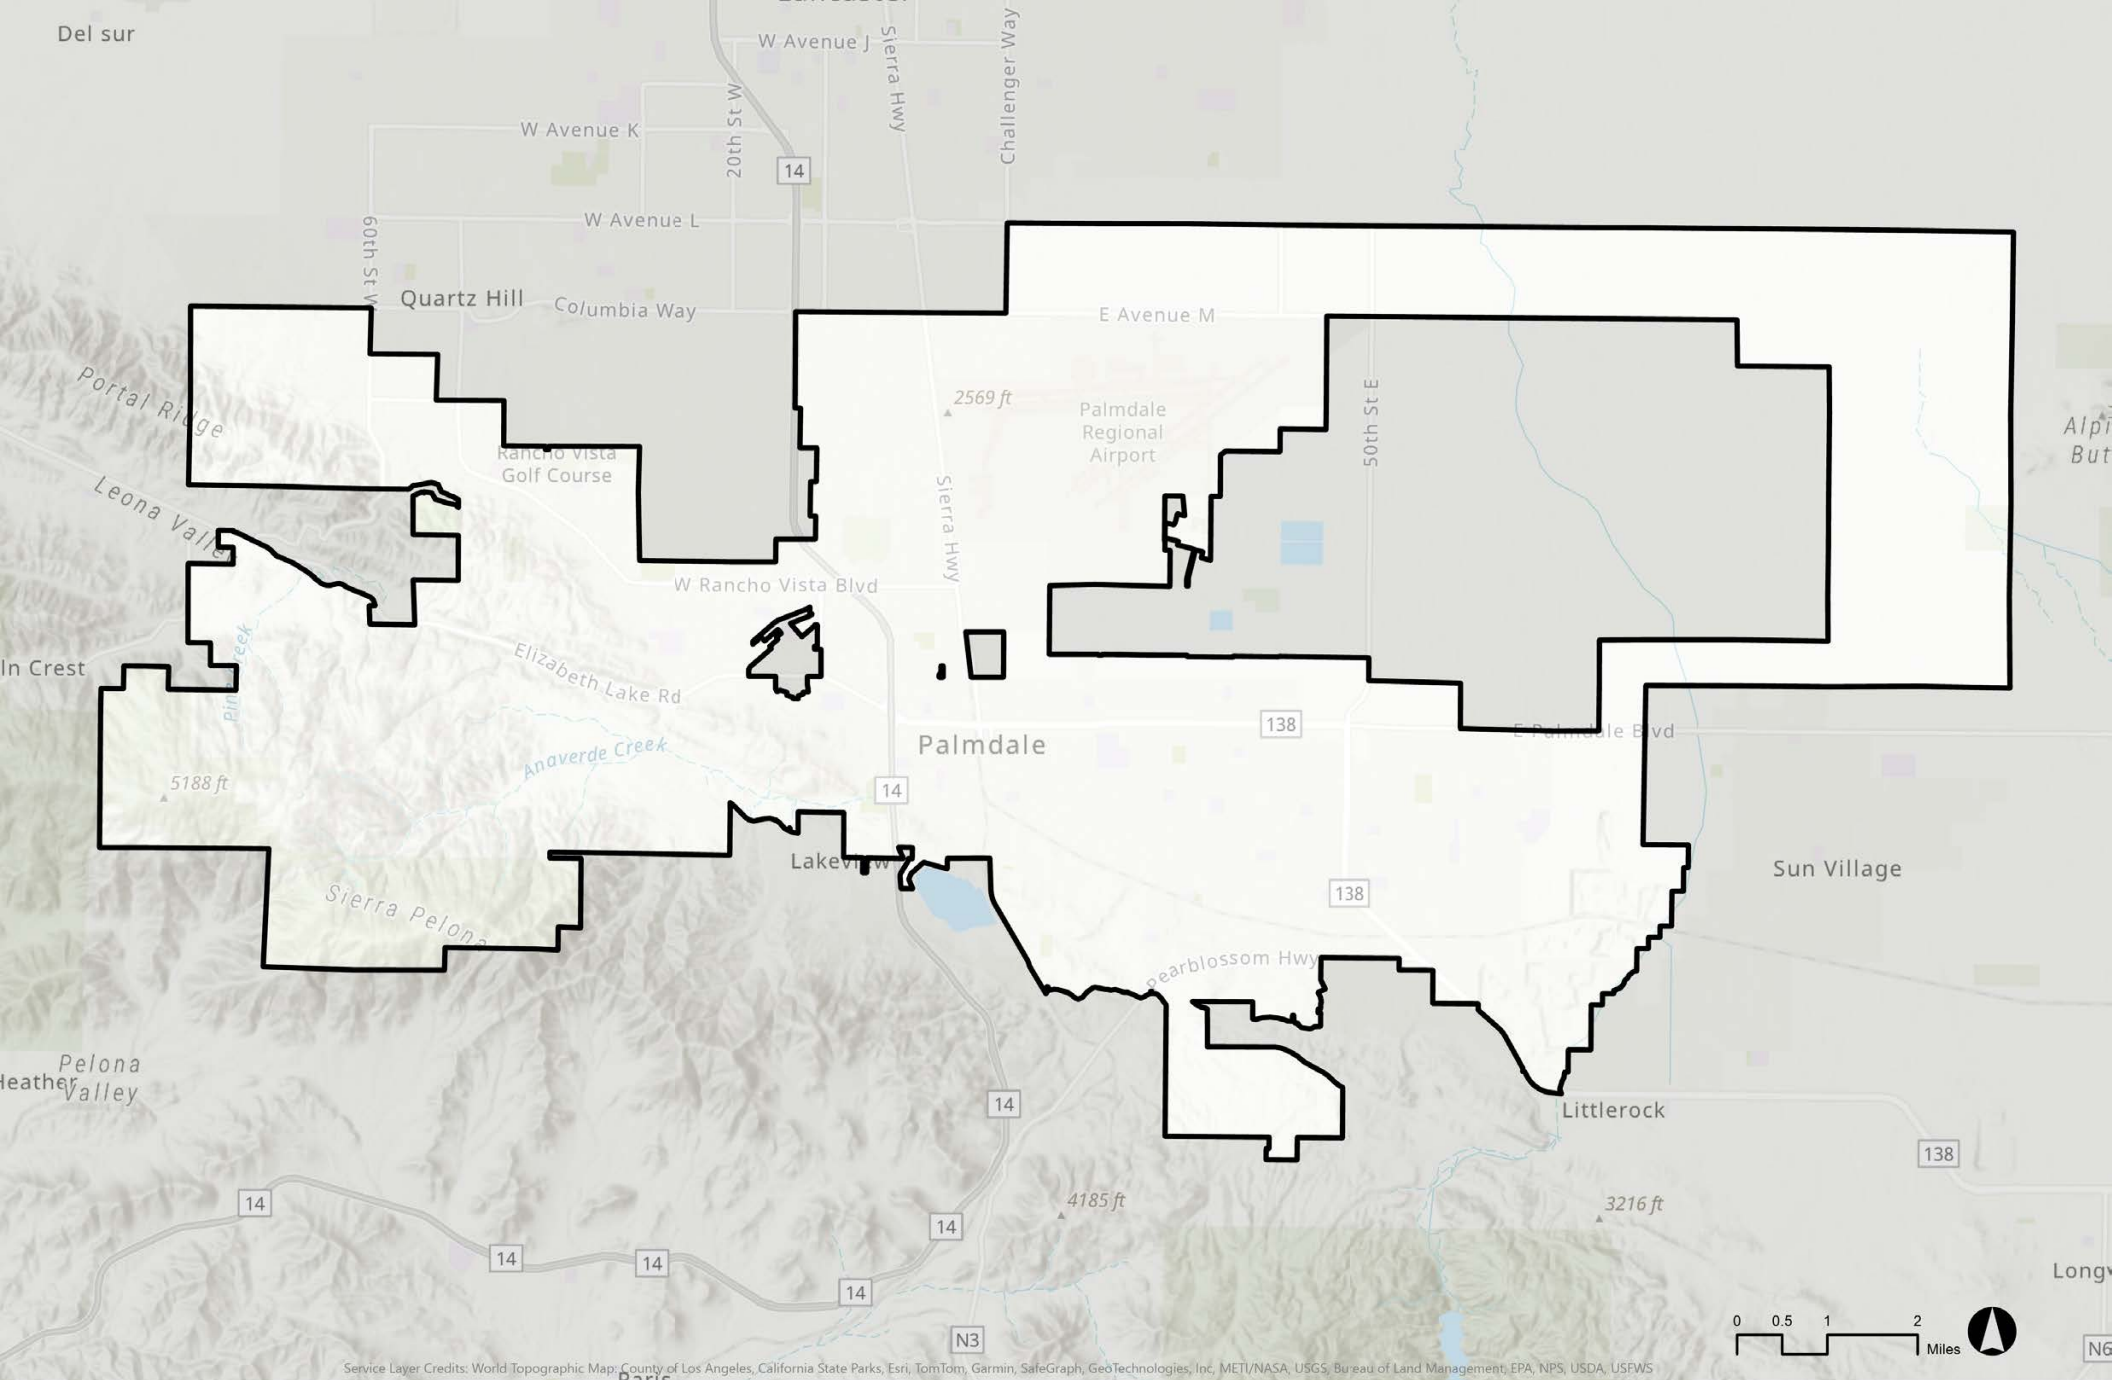 Del sur
W Avenue J
Sierra Hwy
Challenger Way
W Avenue K
20th St W
14
60th St W
W Avenue L
Quartz Hill
Columbia Way
E Avenue M
Portal Ridge
2569 ft
Palmdale
Regional
Airport
50th St E
Rancho Vista
Golf Course
Leona Valley
Sierra Hwy
W Rancho Vista Blvd
Elizabeth Lake Rd
138
E Palmdale Blvd
Palmdale
Anaverde Creek
5188 ft
14
Lakeview
Sun Village
138
Sierra Pelona
Pearblossom Hwy
Pelona
Valley
14
Littlerock
138
14
4185 ft
3216 ft
14
14
14
14
N3
0 0.5 1 2
Miles
Service Layer Credits: World Topographic Map: County of Los Angeles, California State Parks, Esri, TomTom, Garmin, SafeGraph, GeoTechnologies, Inc, METI/NASA, USGS, Bureau of Land Management, EPA, NPS, USDA, USFWS